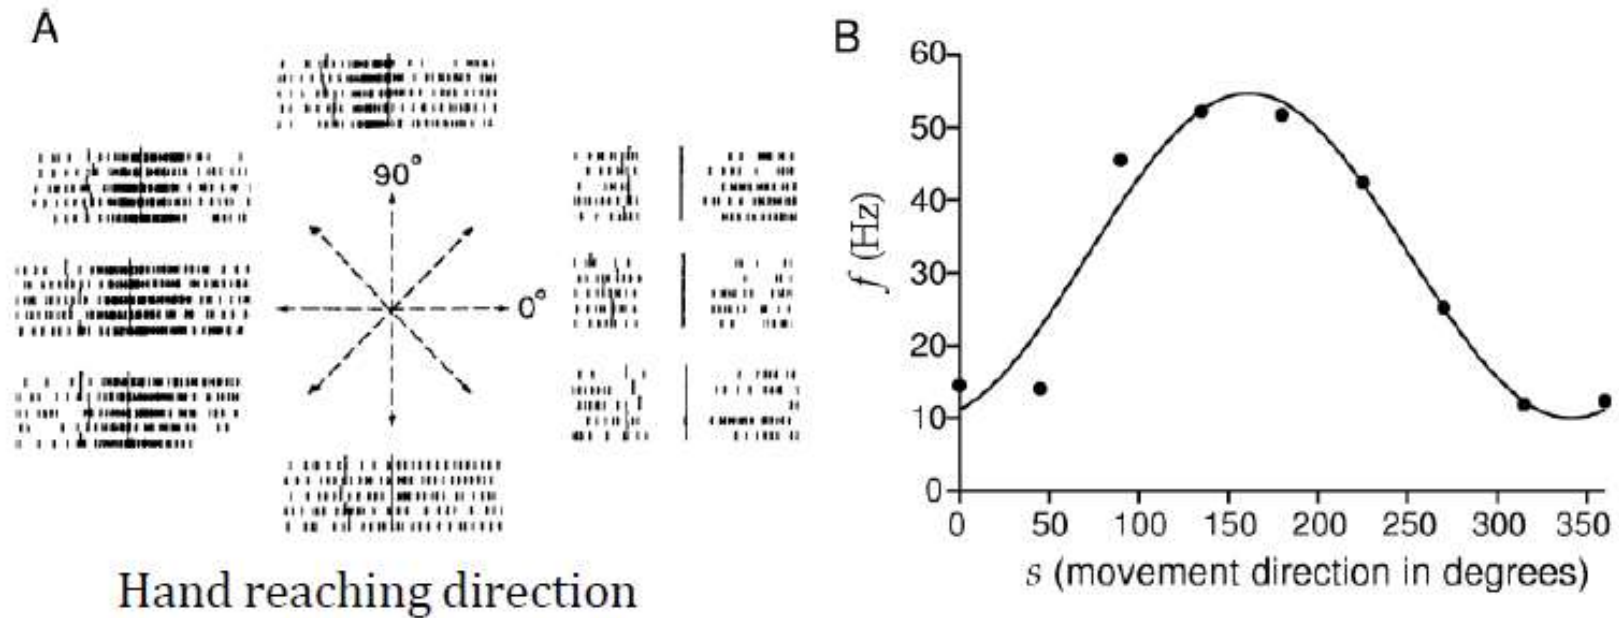 A
90°
0°
Hand reaching direction
B
60
50
40
30
20
10
0
f (Hz)
0 50 100 150 200 250 300 350
s (movement direction in degrees)